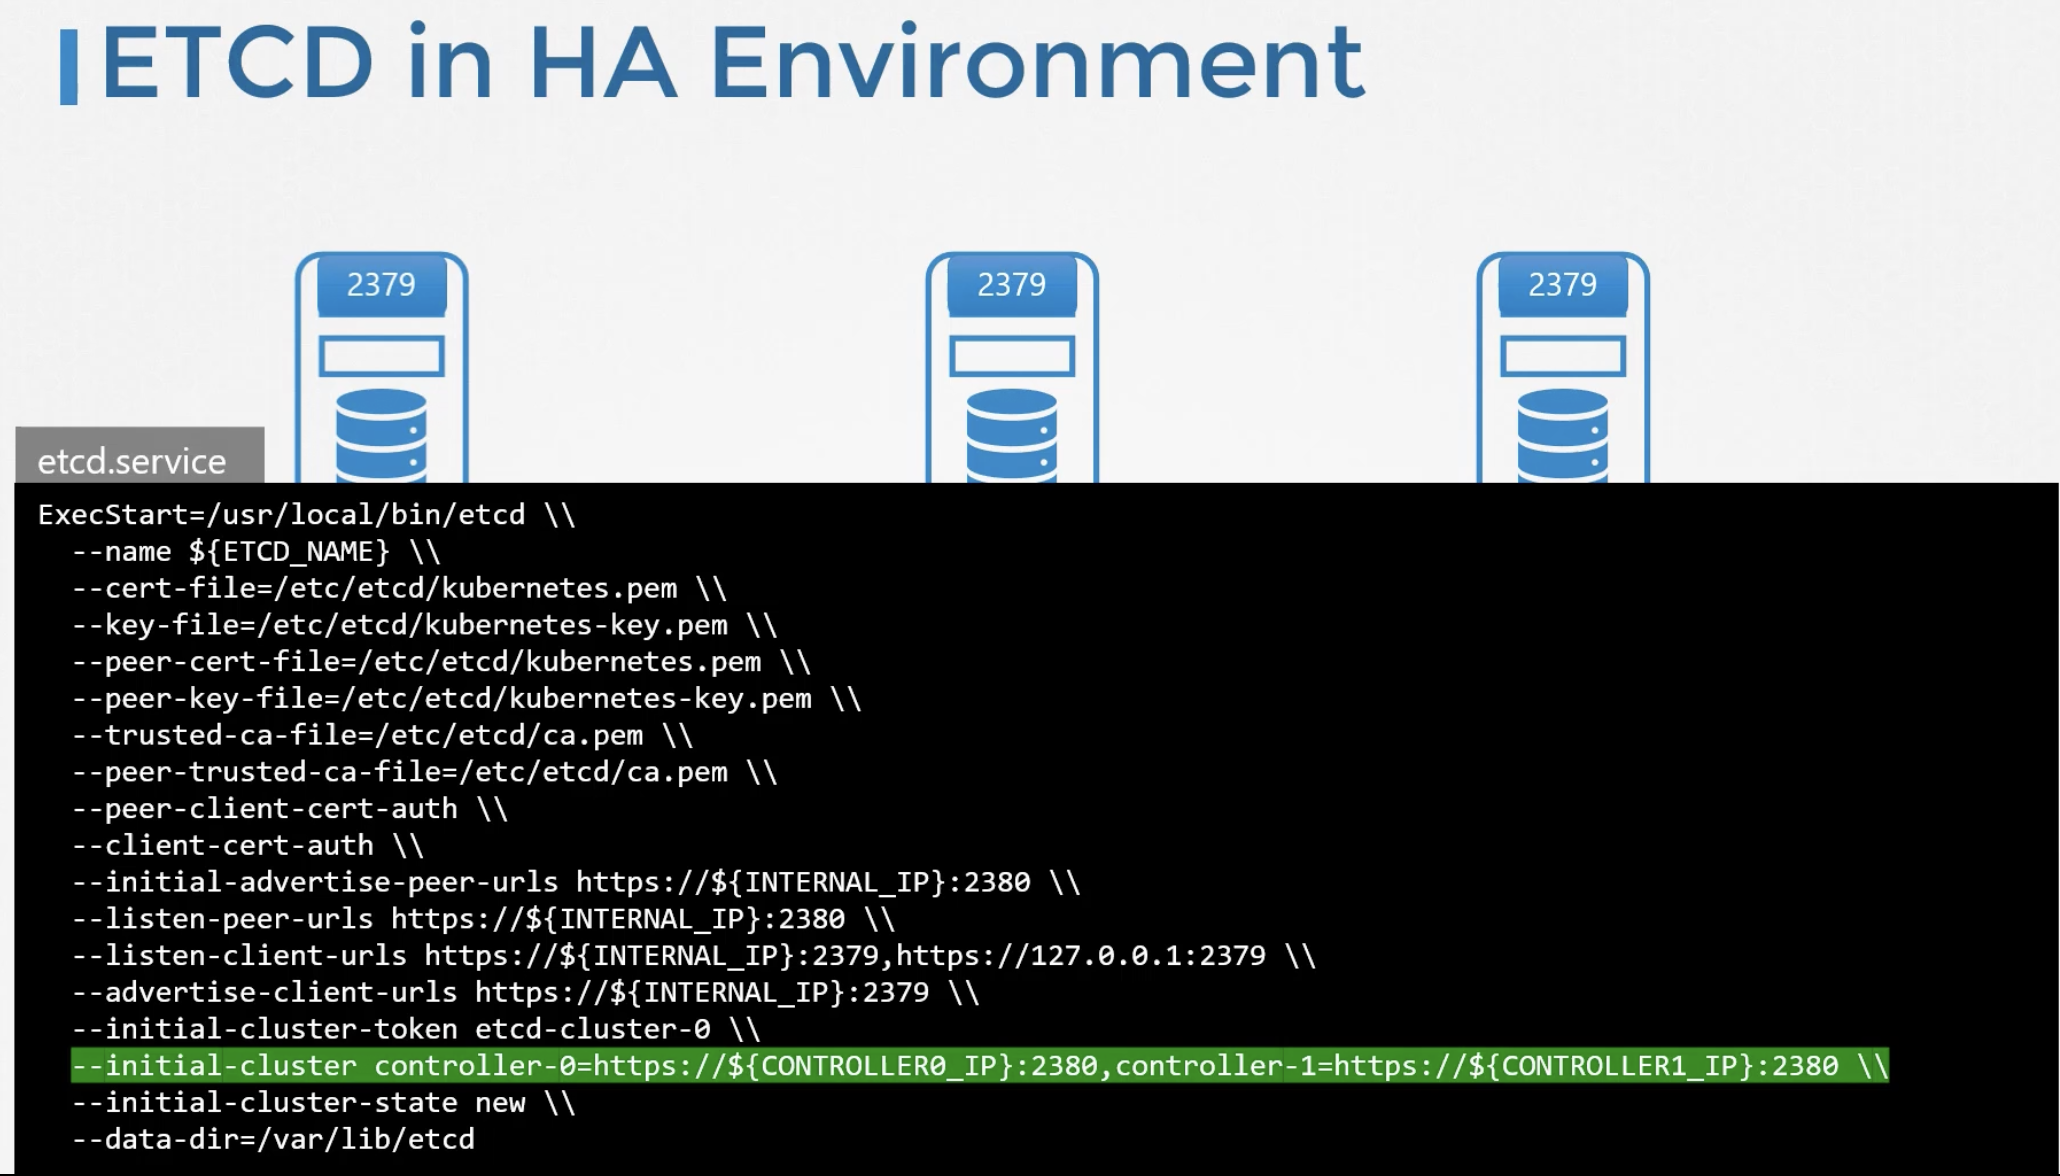 ETCD in HA Environment
2379
2379
2379
etcd.service
ExecStart=/usr/local/bin/etcd \\
--name ${ETCD_NAME} \\
--cert-file=/etc/etcd/kubernetes.pem \\
--key-file=/etc/etcd/kubernetes-key.pem \\
--peer-cert-file=/etc/etcd/kubernetes.pem \\
--peer-key-file=/etc/etcd/kubernetes-key.pem \\
--trusted-ca-file=/etc/etcd/ca.pem \\
--peer-trusted-ca-file=/etc/etcd/ca.pem \\
--peer-client-cert-auth \\
--client-cert-auth \\
--initial-advertise-peer-urls https://${INTERNAL_IP}:2380 \\
--listen-peer-urls https://${INTERNAL_IP}:2380 \\
--listen-client-urls https://${INTERNAL_IP}:2379,https://127.0.0.1:2379 \\
--advertise-client-urls https://${INTERNAL_IP}:2379 \\
--initial-cluster-token etcd-cluster-0 \\
--initial-cluster controller-0=https://${CONTROLLER0_IP}:2380,controller-1=https://${CONTROLLER1_IP}:2380 \\
--initial-cluster-state new \\
--data-dir=/var/lib/etcd